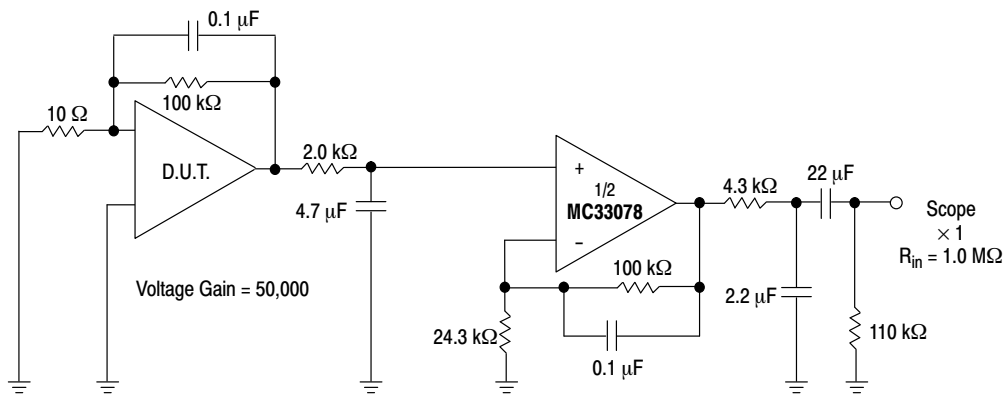 0.1 µF
100 kΩ
10 Ω
D.U.T.
2.0 kΩ
4.7 µF
Voltage Gain = 50,000
+
1/2
MC33078
–
100 kΩ
24.3 kΩ
0.1 µF
4.3 kΩ
22 µF
2.2 µF
110 kΩ
Scope
× 1
Rin = 1.0 MΩ